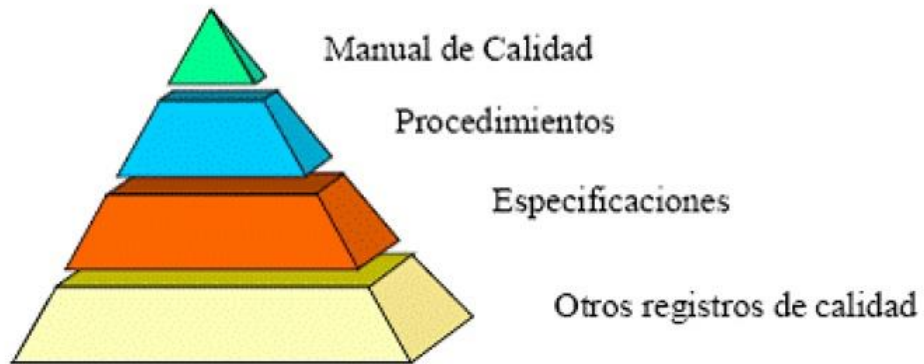 Manual de Calidad
Procedimientos
Especificaciones
Otros registros de calidad